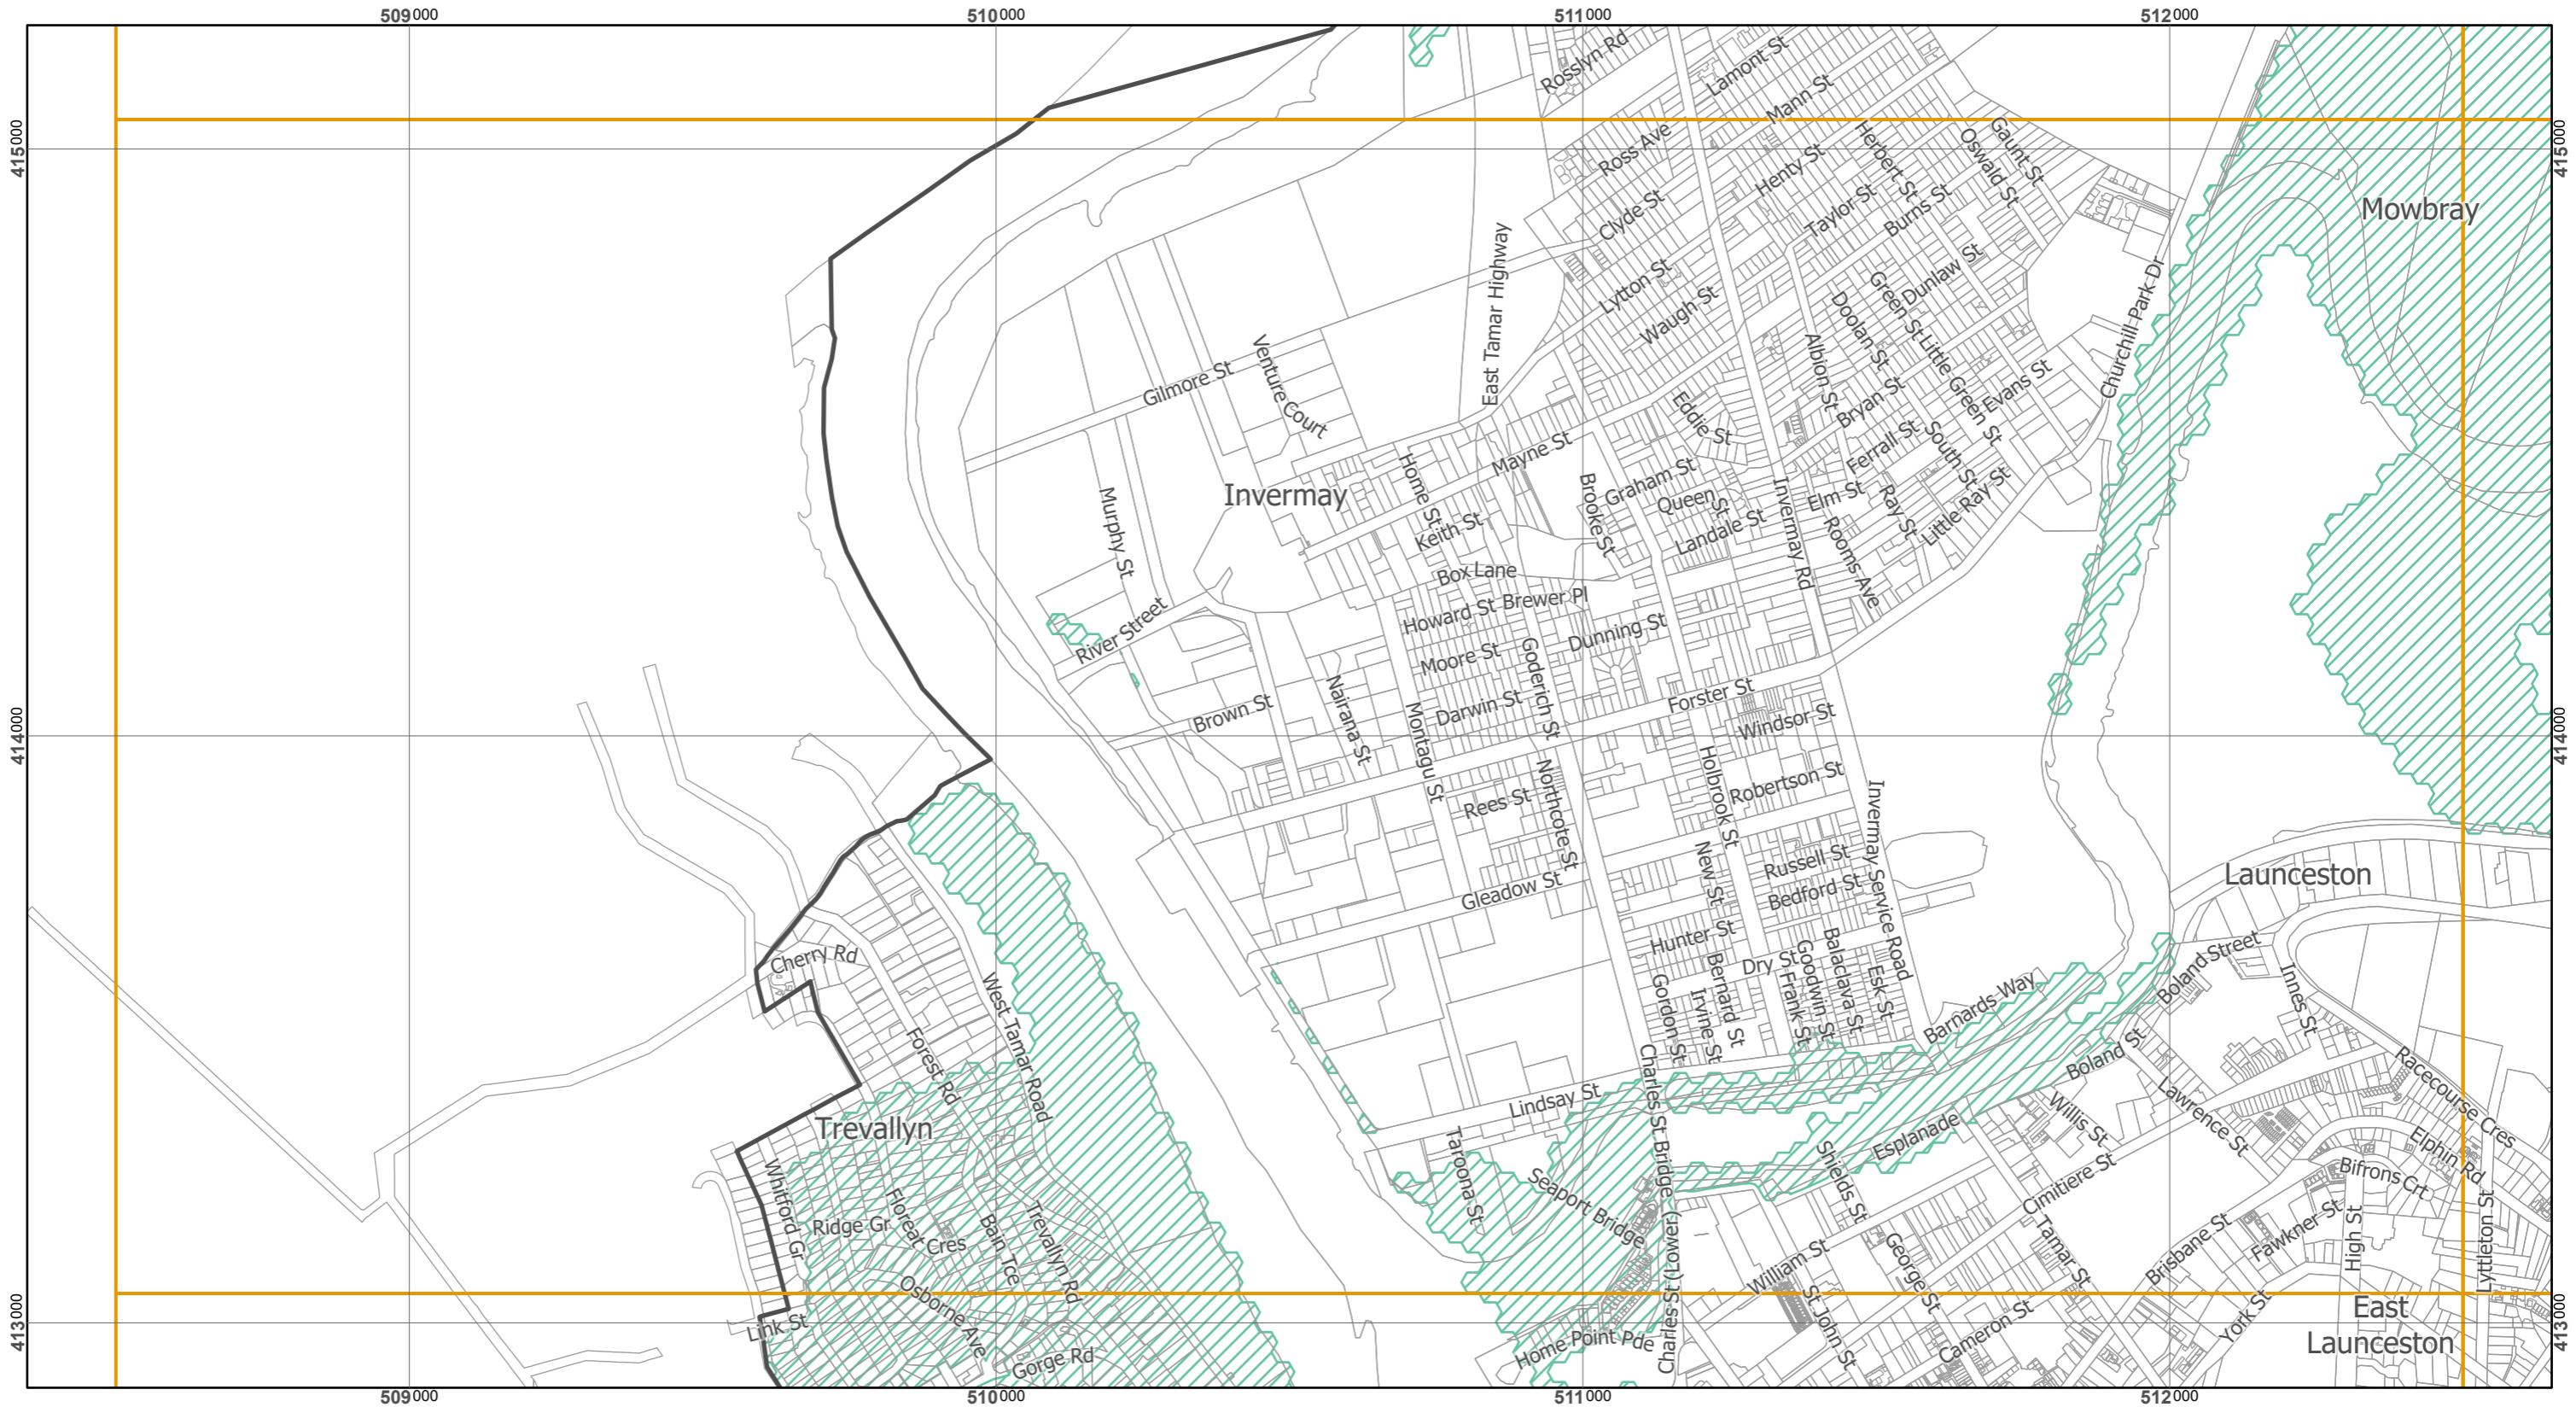 509000
510000
511000
512000
415000
415000
414000
414000
413000
413000
Rosslyn Rd
Lamont St
Mann St
Ross Ave
Henty St
Herbert St
Oswald St
Gaunt St
Clyde St
Taylor St
Burns St
Mowbray
East Tamar Highway
Lytton St
Waugh St
Green St
Dunlaw St
Doolan St
Churchill Park Dr
Gilmore St
Venture Court
Albion St
Little Green St
Evans St
Bryan St
Eddie St
Mayne St
Ferrall St
South St
Home St
Invermay
Graham St
Queen St
Elm St
Ray St
Little Ray St
Murphy St
Keith St
Brooke St
Landale St
Invermay Rd
Rooms Ave
Box Lane
Howard St
Brewer Pl
Dunning St
River Street
Moore St
Goderich St
Nairana St
Brown St
Darwin St
Montagu St
Forster St
Windsor St
Holbrook St
Northcote St
Rees St
Robertson St
Invermay Service Road
New St
Russell St
Bedford St
Gleadow St
Launceston
Hunter St
Cherry Rd
West Tamar Road
Dry St
Bernard St
Gordon St
Irvine St
Frank St
Goodwin St
Balaclava St
Esk St
Boland Street
Innes St
Barnards Way
Boland St
Forest Rd
Charles St Bridge
Lindsay St
Racecourse Cres
Willis St
Lawrence St
Trevallyn
Esplanade
Elphin Rd
Taroona St
Shields St
Cimitiere St
Bifrons Crt
Whitford Gr
Seaport Bridge
Ridge Gr
Floreat Cres
Bain Tce
Trevallyn Rd
Tamar St
Brisbane St
Fawkner St
High St
Lyttleton St
William St
George St
Charles St (Lower)
Osborne Ave
St John St
Cameron St
York St
East
Launceston
Link St
Gorge Rd
Home Point Pde
509000
510000
511000
512000